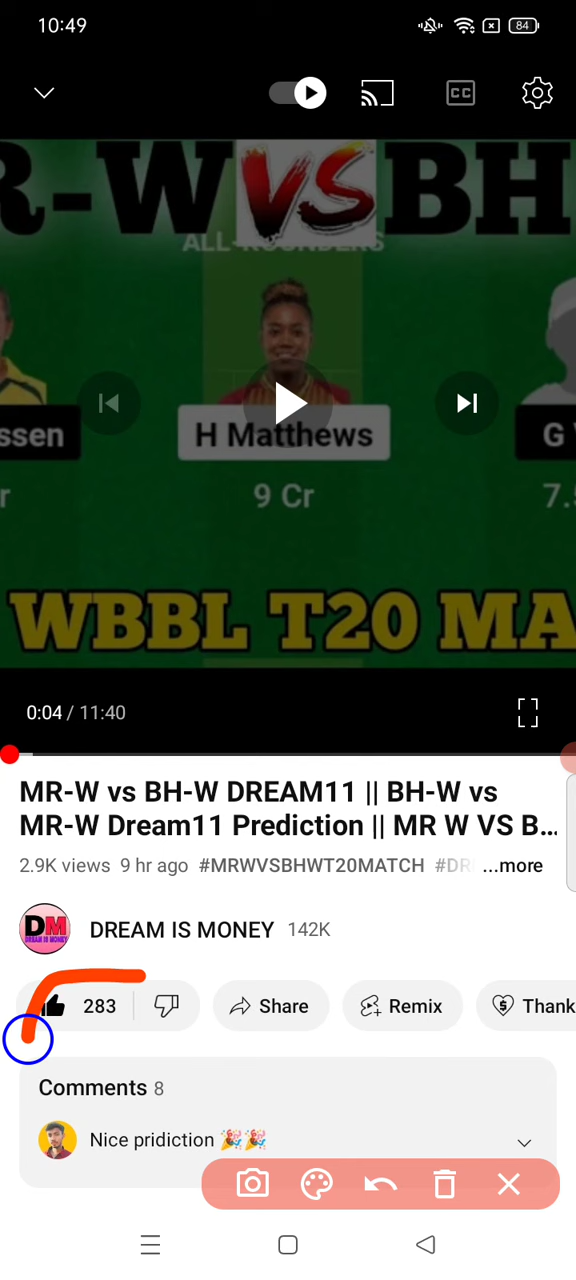 10:49
84
CC
R-W VS BH
ALL-ROUNDERS
ssen
H Matthews
G
r
9 Cr
7.5
WBBL T20 MA
0:04 / 11:40
MR-W vs BH-W DREAM11 || BH-W vs
MR-W Dream11 Prediction || MR W VS B...
2.9K views 9 hr ago #MRWVSBHWT20MATCH #DR ...more
DM
DREAM IS MONEY
DREAM IS MONEY 142K
283
Share
Remix
Thank
Comments 8
Nice pridiction 🎉🎉